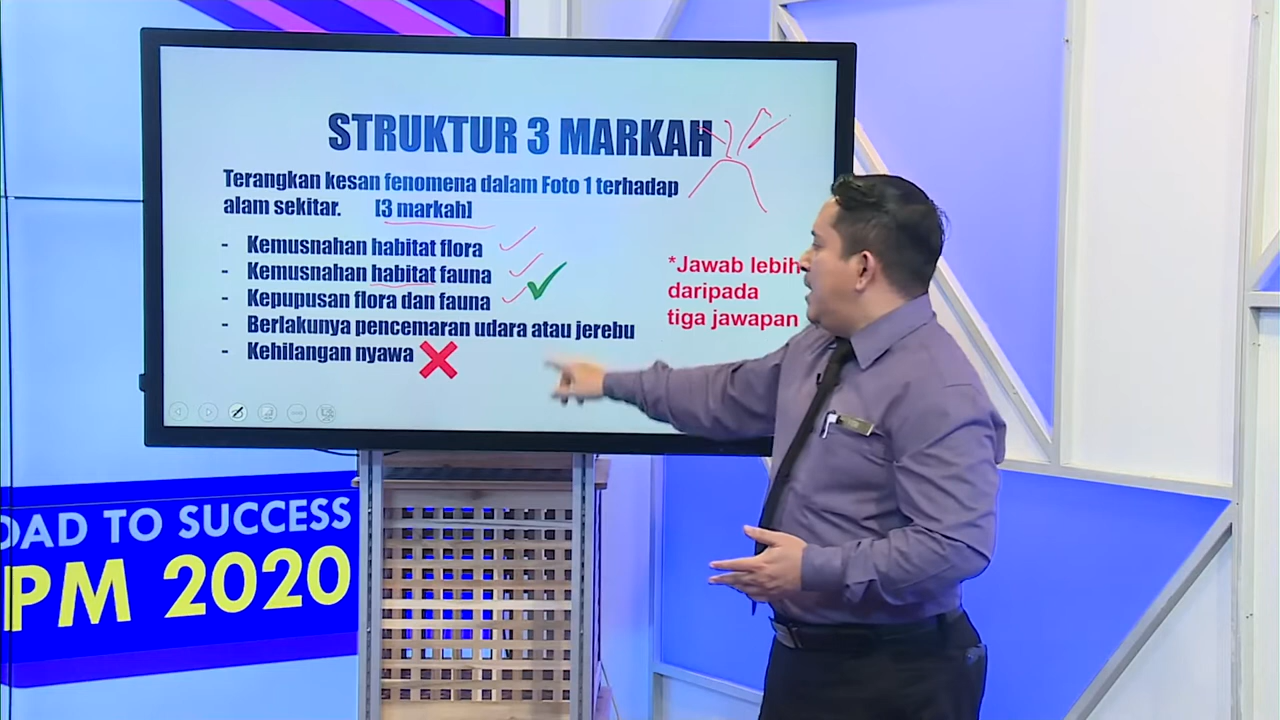 STRUKTUR 3 MARKAH
Terangkan kesan fenomena dalam Foto 1 terhadap
alam sekitar. [3 markah]
- Kemusnahan habitat flora
- Kemusnahan habitat fauna
- Kepupusan flora dan fauna
- Berlakunya pencemaran udara atau jerebu
- Kehilangan nyawa
*Jawab lebih
daripada
tiga jawapan
OAD TO SUCCESS
PM 2020